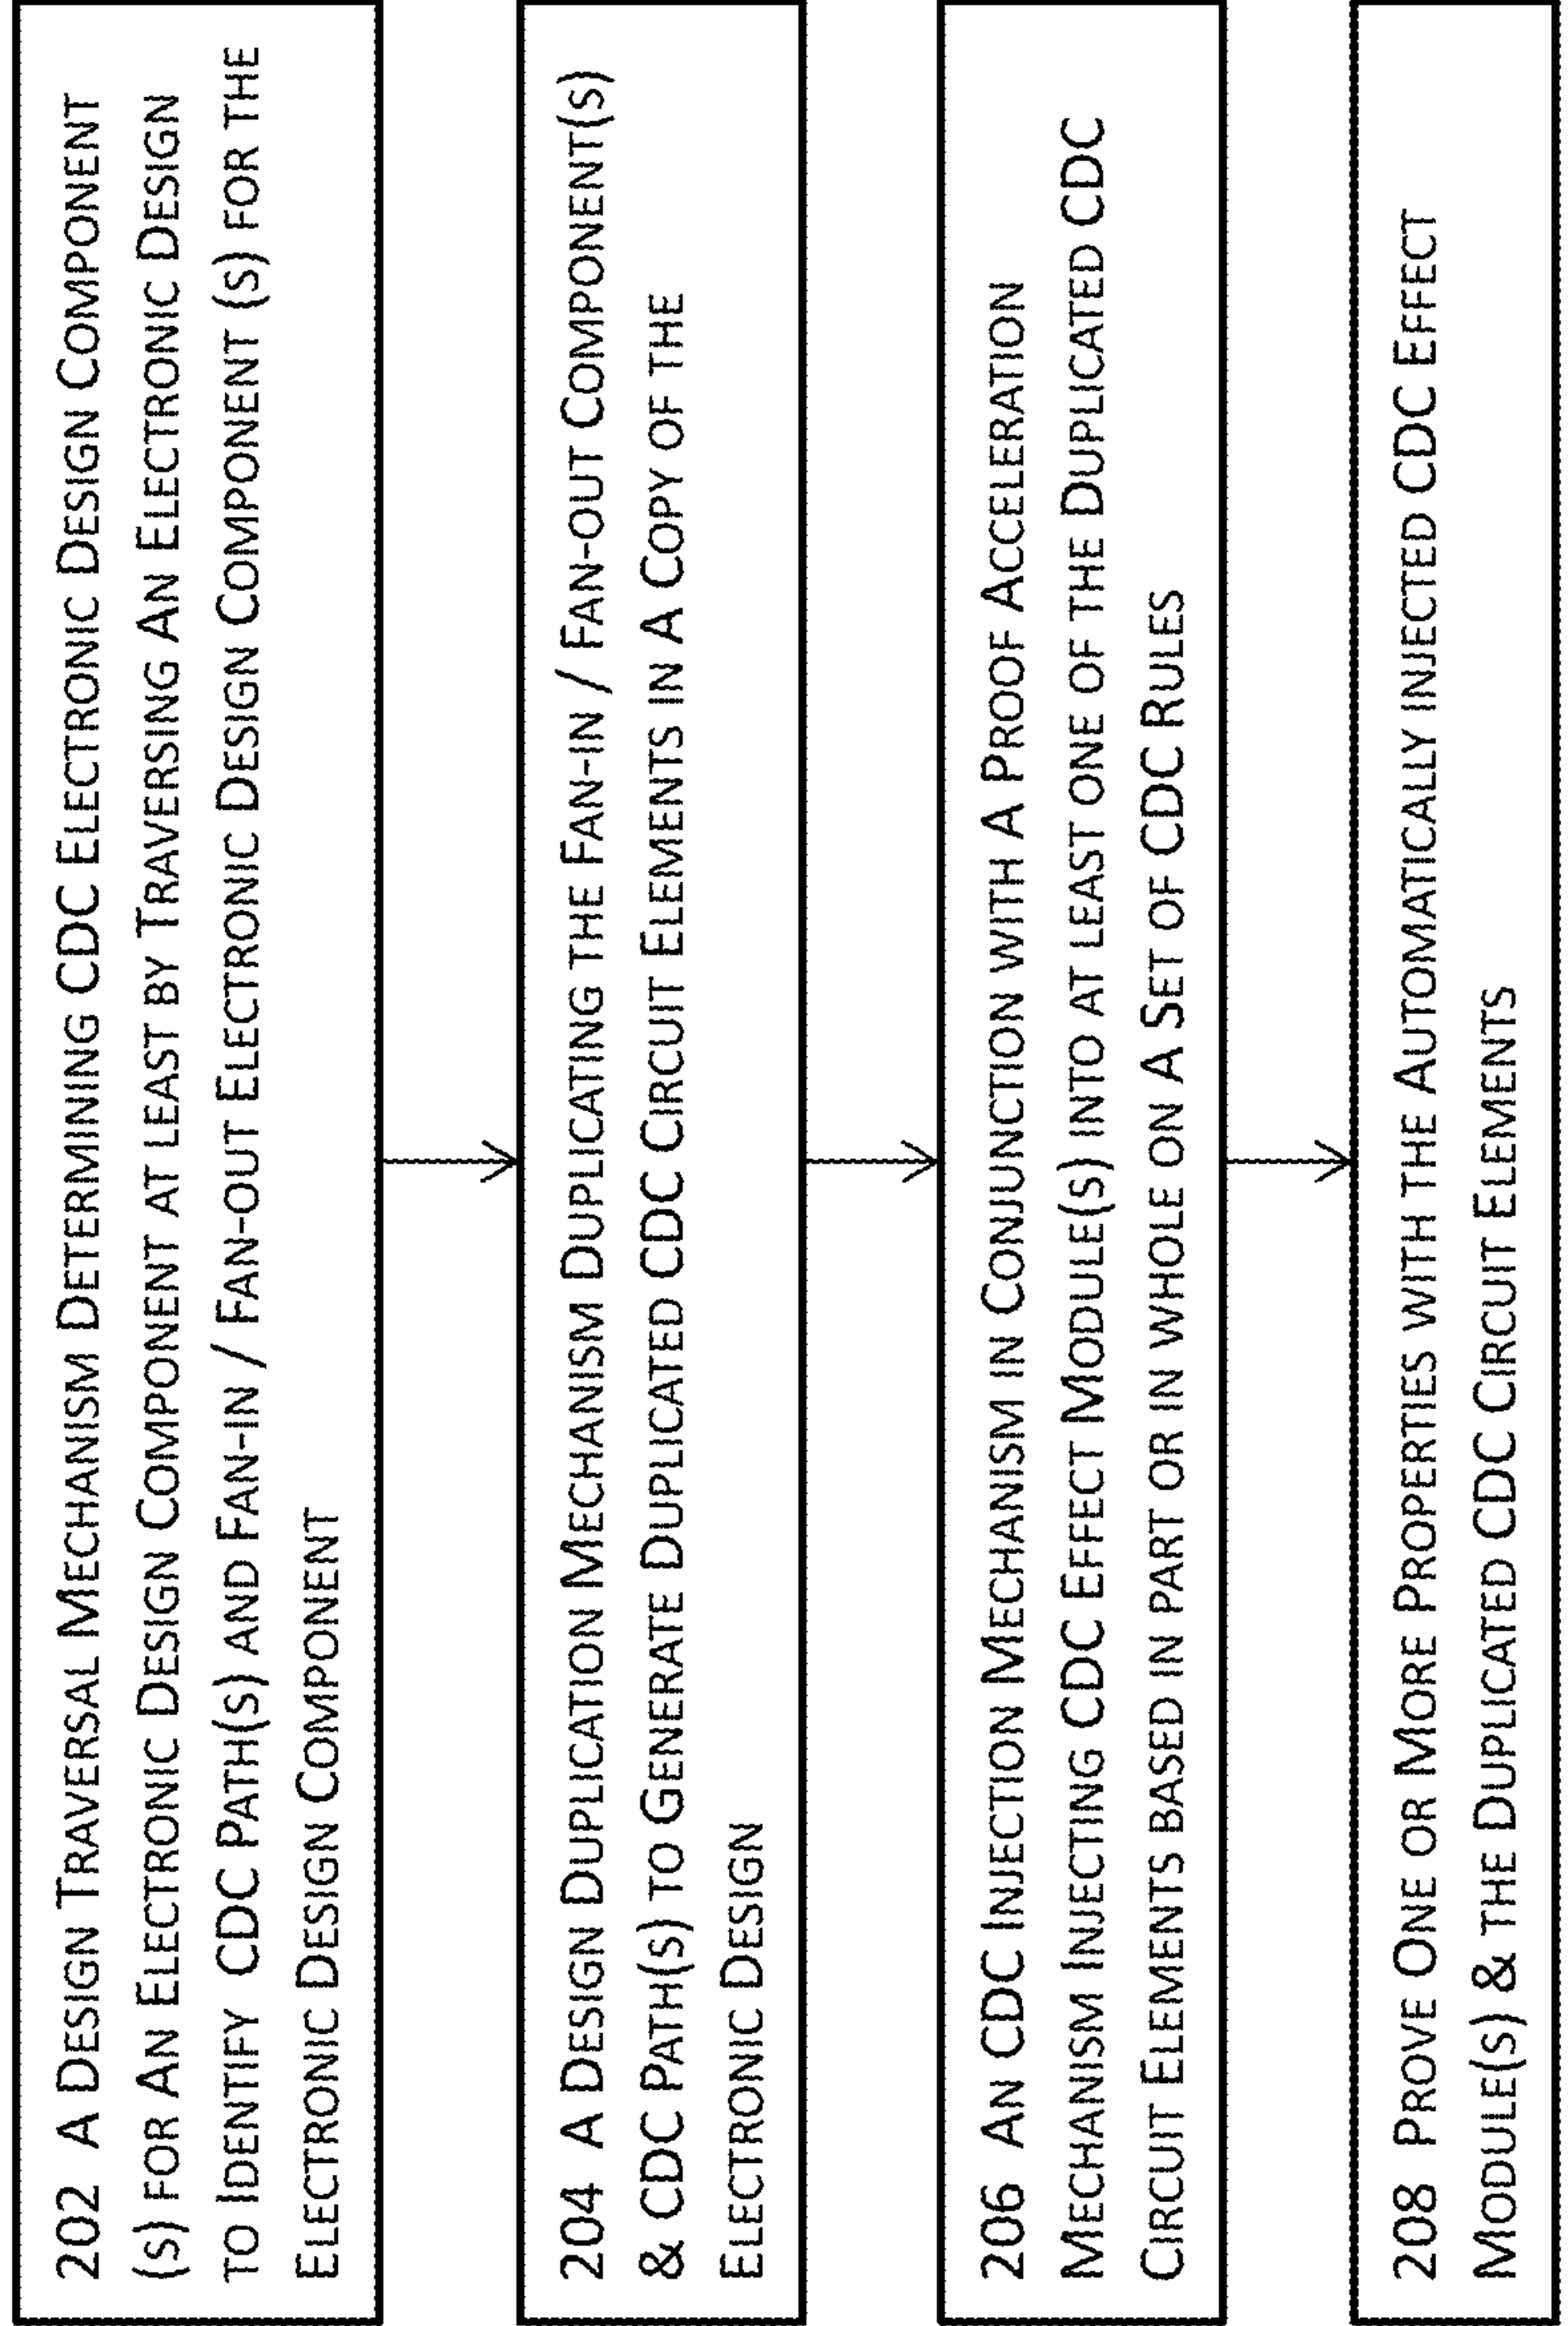 202 A Design Traversal Mechanism Determining CDC Electronic Design Component
(s) for An Electronic Design Component at least by Traversing An Electronic Design
to Identify CDC Path(s) and Fan-in / Fan-out Electronic Design Component (s) for the
Electronic Design Component
204 A Design Duplication Mechanism Duplicating the Fan-in / Fan-out Component(s)
& CDC Path(s) to Generate Duplicated CDC Circuit Elements in A Copy of the
Electronic Design
206 An CDC Injection Mechanism in Conjunction with A Proof Acceleration
Mechanism Injecting CDC Effect Module(s) into at least one of the Duplicated CDC
Circuit Elements based in part or in whole on A Set of CDC Rules
208 Prove One or More Properties with the Automatically injected CDC Effect
Module(s) & the Duplicated CDC Circuit Elements